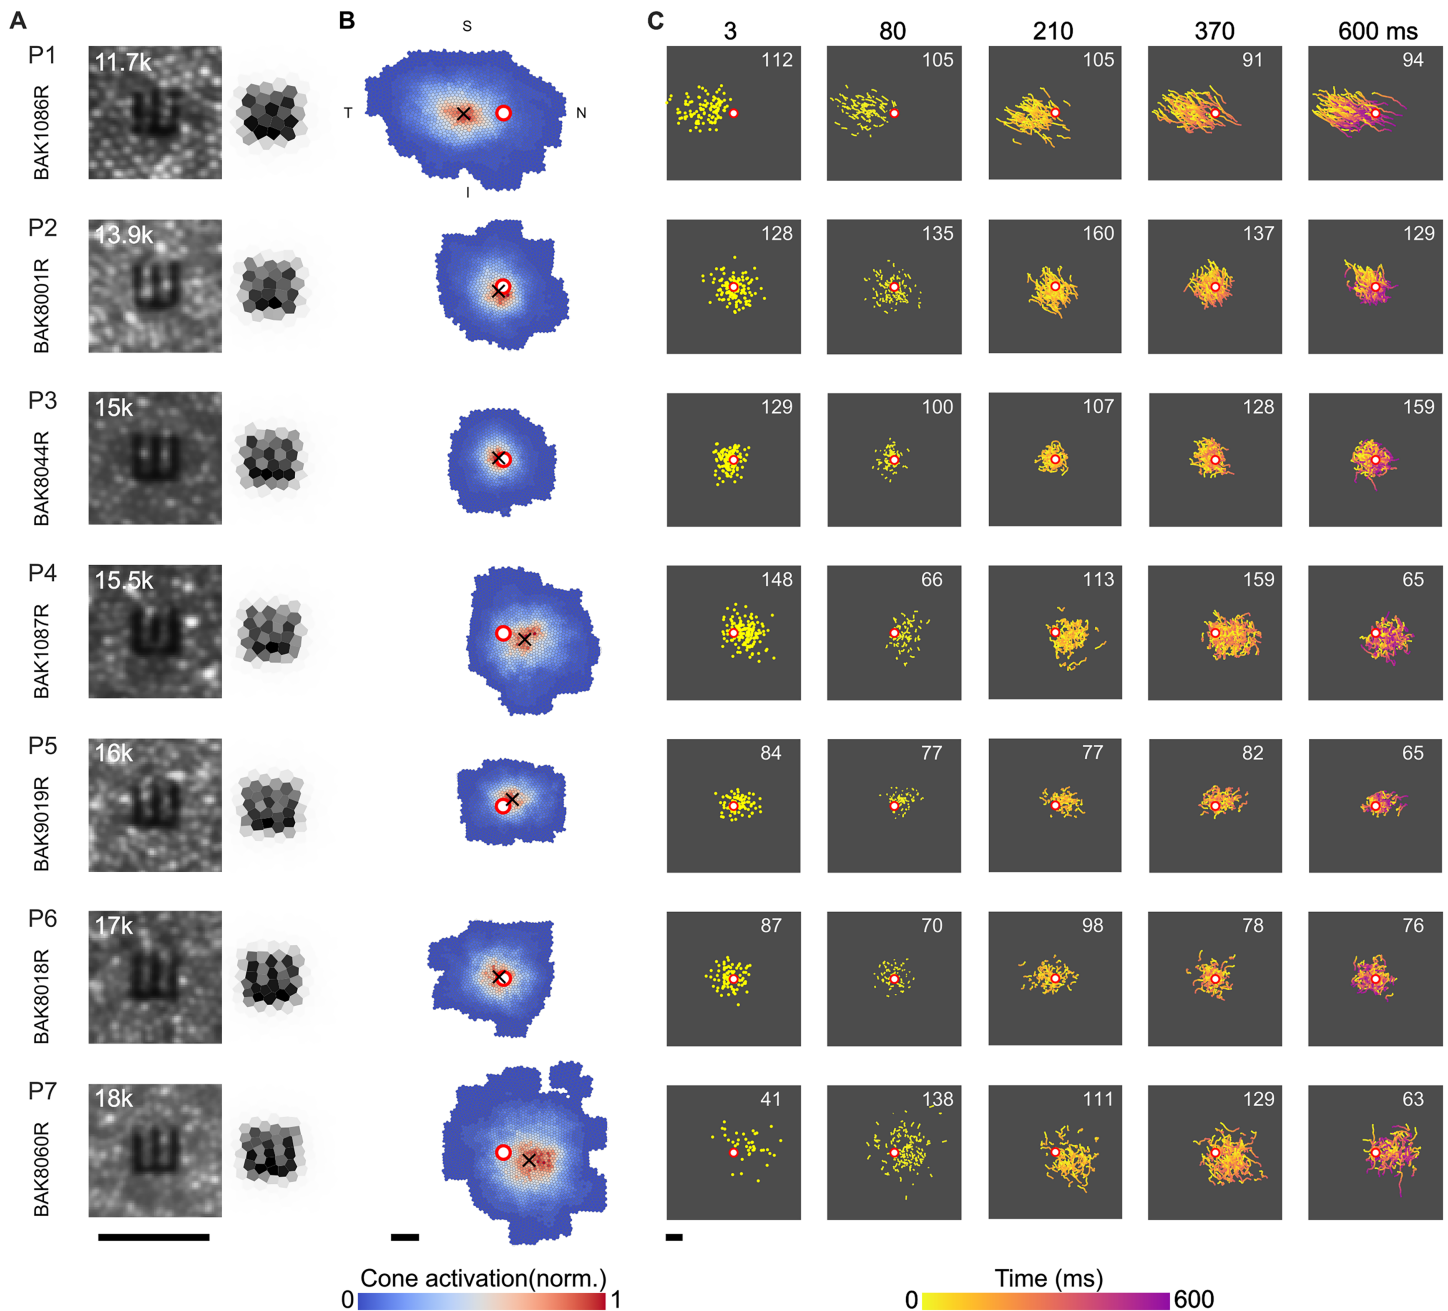 A
B
C
S
T
N
I
3
80
210
370
600 ms
P1
BAK1086R
11.7k
112
105
105
91
94
P2
BAK8001R
13.9k
128
135
160
137
129
P3
BAK8044R
15k
129
100
107
128
159
P4
BAK1087R
15.5k
148
66
113
159
65
P5
BAK9019R
16k
84
77
77
82
65
P6
BAK8018R
17k
87
70
98
78
76
P7
BAK8060R
18k
41
138
111
129
63
Cone activation(norm.)
0
1
Time (ms)
0
600